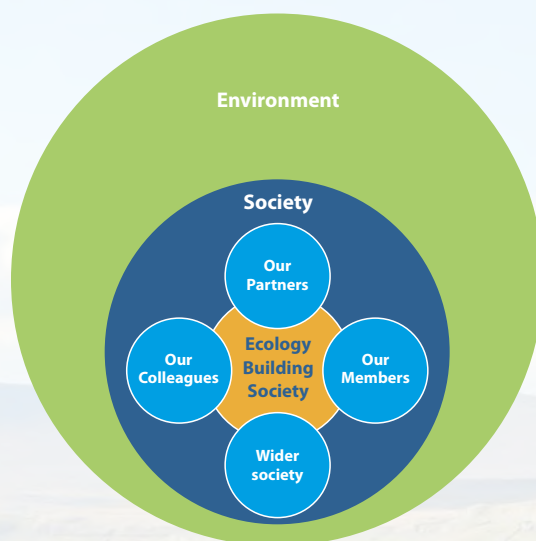 Environment
Society
Our
Partners
Our
Colleagues
Ecology
Building
Society
Our
Members
Wider
society